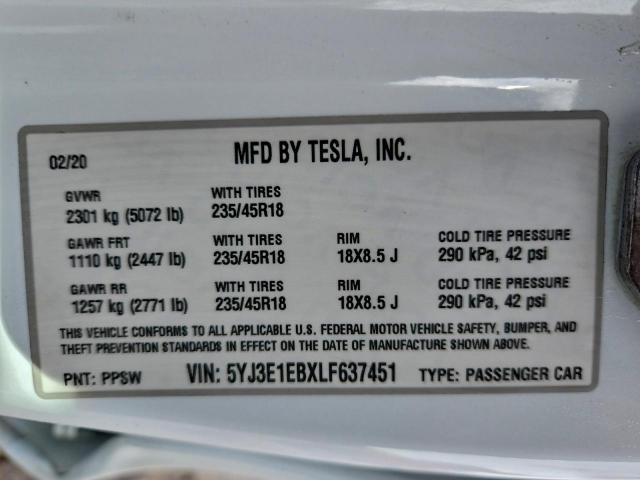 02/20 MFD BY TESLA, INC.
GVWR WITH TIRES
2301 kg (5072 lb) 235/45R18
GAWR FRT WITH TIRES RIM COLD TIRE PRESSURE
1110 kg (2447 lb) 235/45R18 18X8.5 J 290 kPa, 42 psi
GAWR RR WITH TIRES RIM COLD TIRE PRESSURE
1257 kg (2771 lb) 235/45R18 18X8.5 J 290 kPa, 42 psi
THIS VEHICLE CONFORMS TO ALL APPLICABLE U.S. FEDERAL MOTOR VEHICLE SAFETY, BUMPER, AND
THEFT PREVENTION STANDARDS IN EFFECT ON THE DATE OF MANUFACTURE SHOWN ABOVE.
PNT: PPSW VIN: 5YJ3E1EBXLF637451 TYPE: PASSENGER CAR